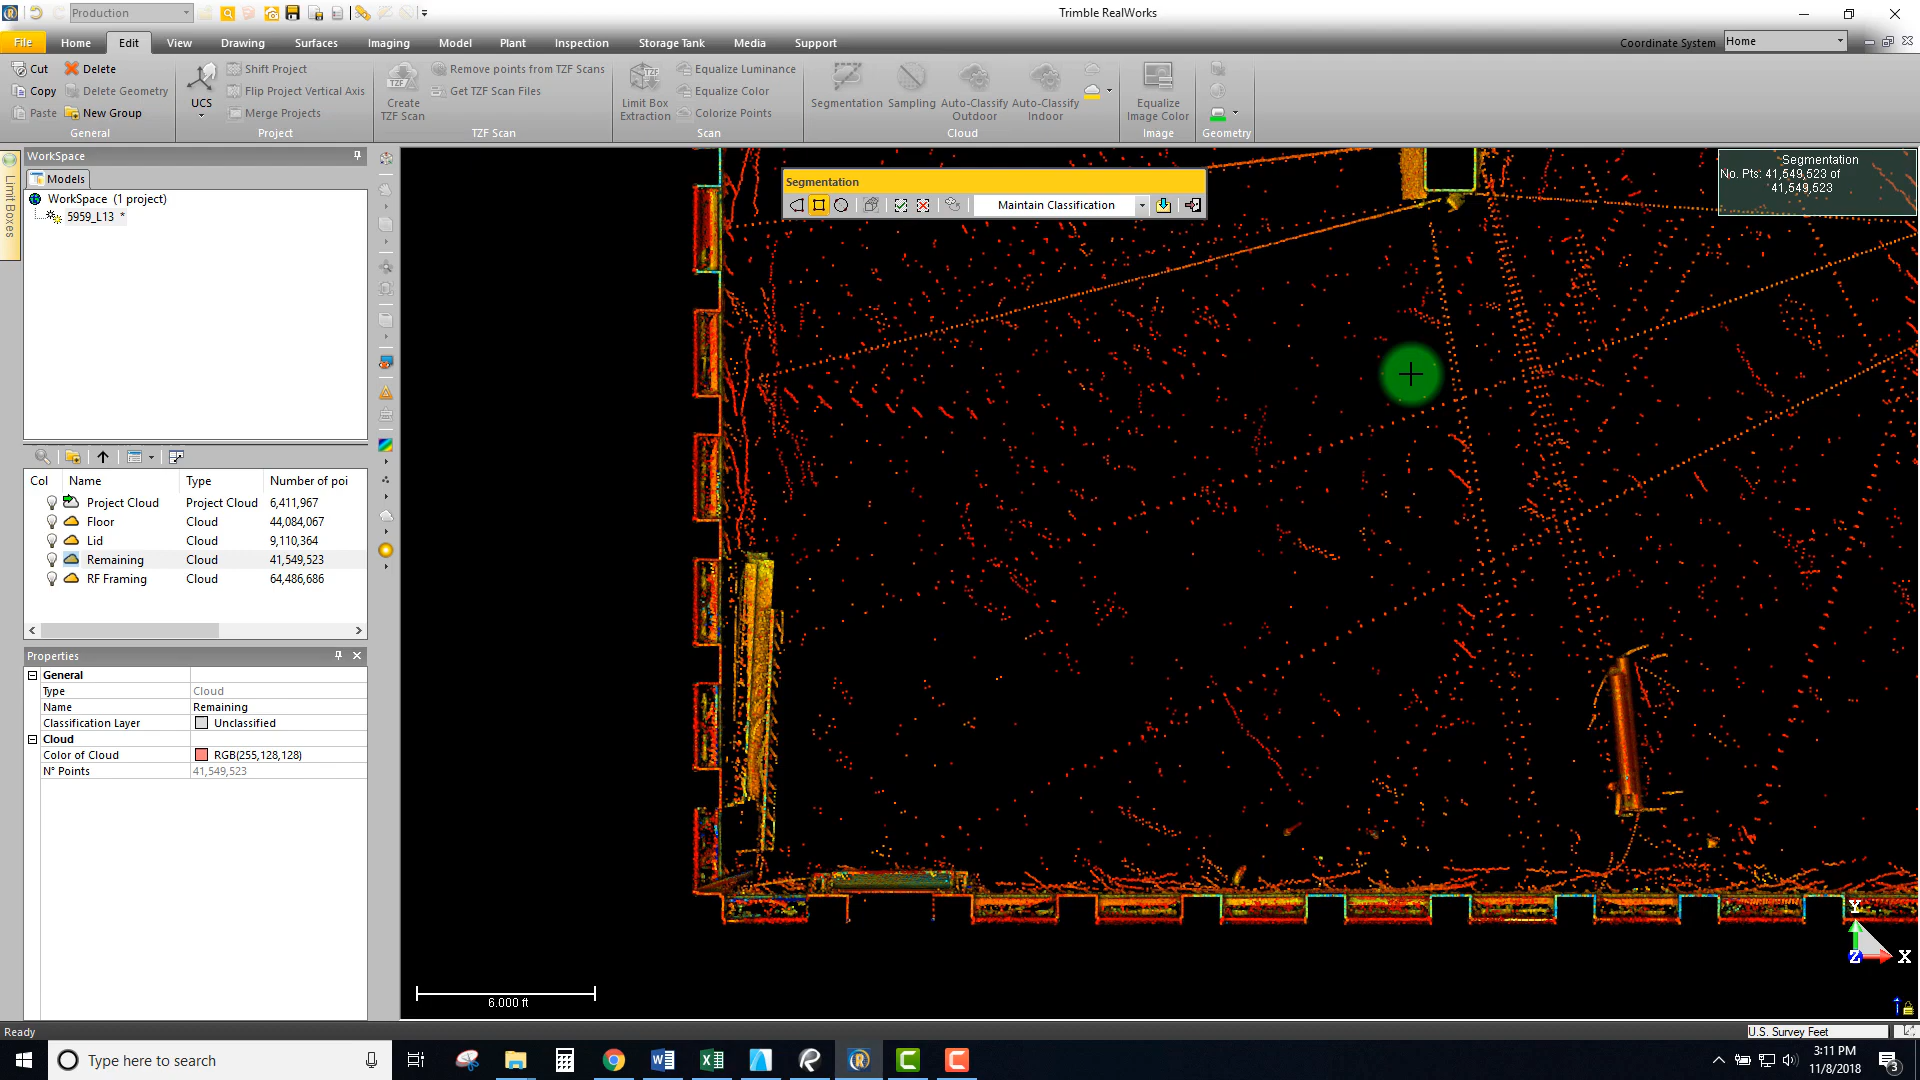 Production
Trimble RealWorks
File
Home
Edit
View
Drawing
Surfaces
Imaging
Model
Plant
Inspection
Storage Tank
Media
Support
Coordinate System
Home
Cut
Delete
Copy
Delete Geometry
Paste
New Group
General
UCS
Shift Project
Flip Project Vertical Axis
Merge Projects
Project
Create
TZF Scan
Remove points from TZF Scans
Get TZF Scan Files
TZF Scan
Limit Box
Extraction
Equalize Luminance
Equalize Color
Colorize Points
Scan
Segmentation
Sampling
Auto-Classify
Outdoor
Auto-Classify
Indoor
Cloud
Equalize
Image Color
Image
Geometry
Limit Boxes
WorkSpace
Models
WorkSpace (1 project)
5959_L13 *
Segmentation
Maintain Classification
Segmentation
No. Pts: 41,549,523 of
41,549,523
Col Name Type Number of poi
Project Cloud Project Cloud 6,411,967
Floor Cloud 44,084,067
Lid Cloud 9,110,364
Remaining Cloud 41,549,523
RF Framing Cloud 64,486,686
Properties
General
Type Cloud
Name Remaining
Classification Layer Unclassified
Cloud
Color of Cloud RGB(255,128,128)
N° Points 41,549,523
6.000 ft
Y
Z
X
1
Ready
U.S. Survey Feet
Type here to search
3:11 PM
11/8/2018
3